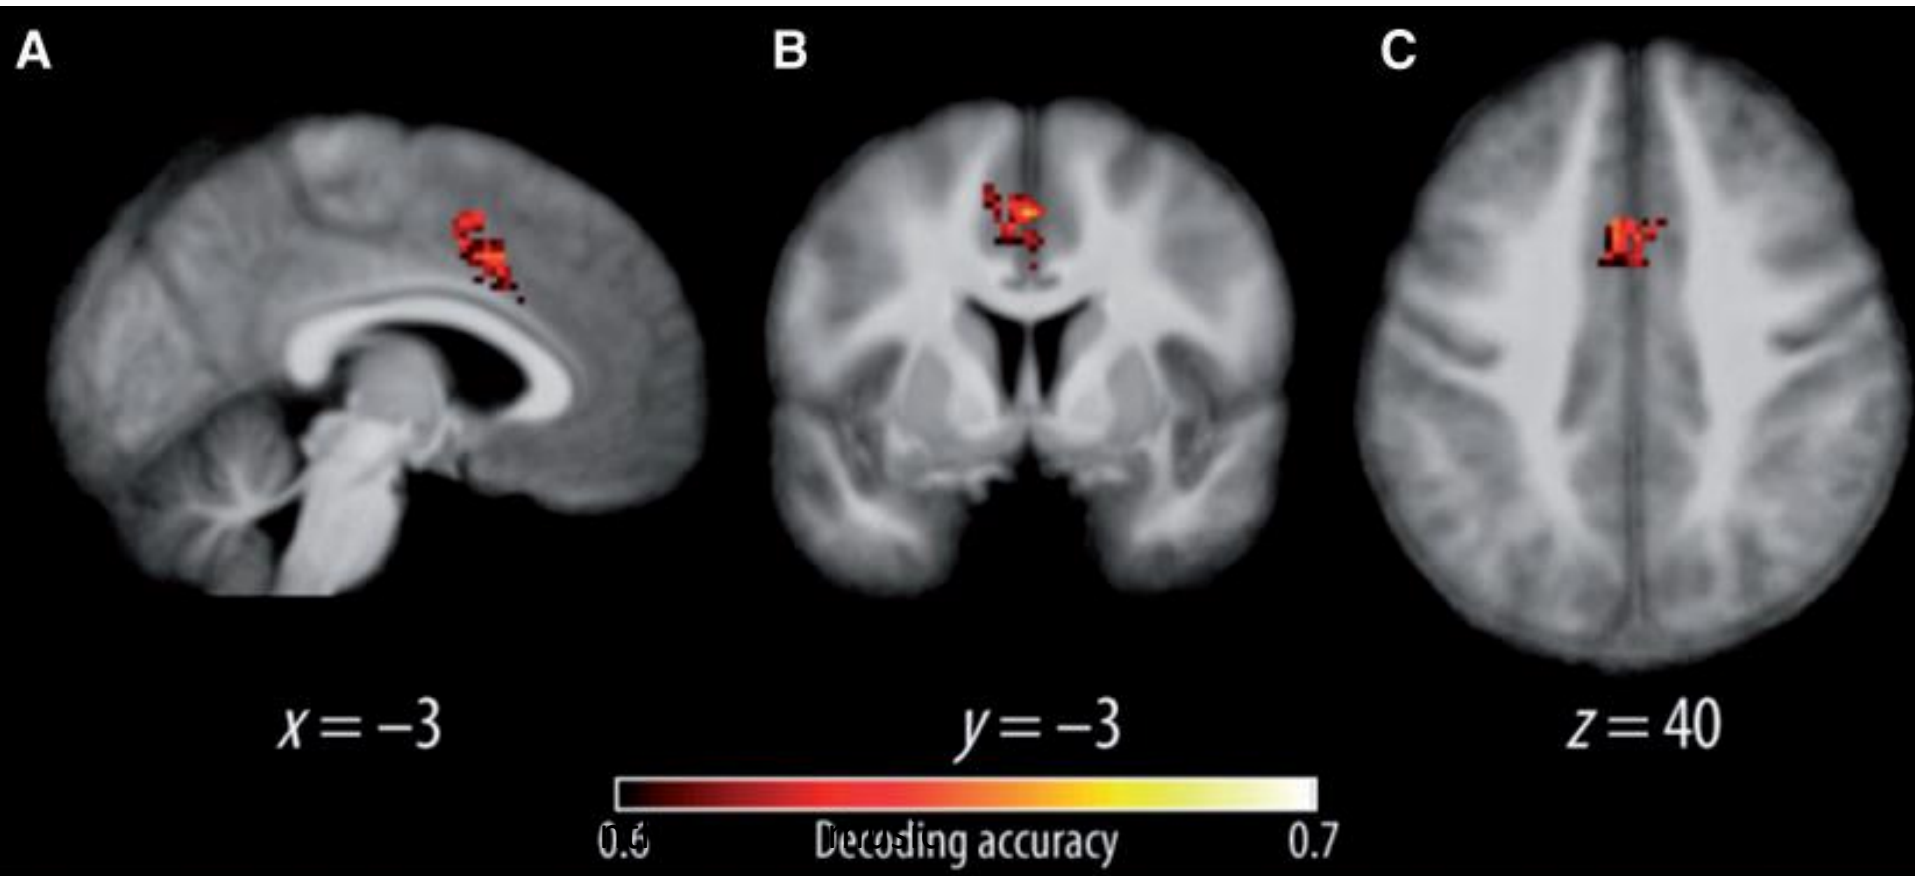 A
B
C
x = −3
y = −3
z = 40
0.6
Decoding accuracy
0.7